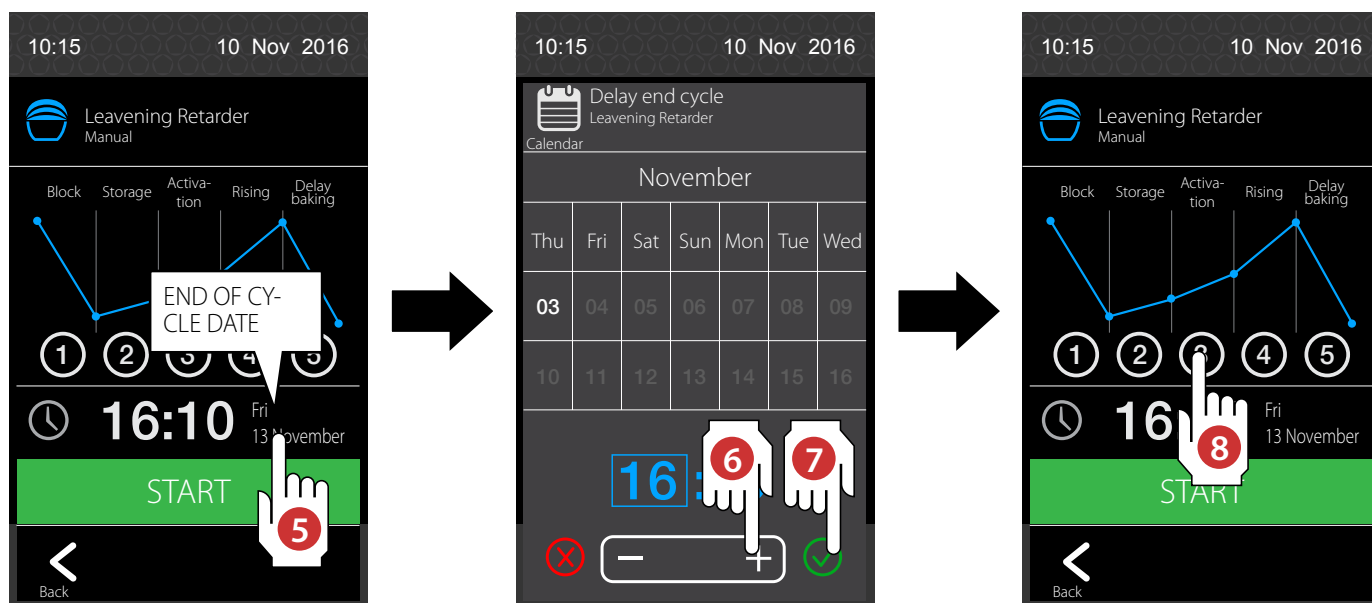 10:15 10 Nov 2016
Leavening Retarder
Manual
Block Storage Activa-
tion Rising Delay
baking
END OF CY-
CLE DATE
1 2 3 4 5
16:10 Fri
13 November
START
5
Back
10:15 10 Nov 2016
Delay end cycle
Leavening Retarder
Calendar
November
Thu Fri Sat Sun Mon Tue Wed
03 04 05 06 07 08 09
10 11 12 13 14 15 16
16:
6 7
− +
10:15 10 Nov 2016
Leavening Retarder
Manual
Block Storage Activa-
tion Rising Delay
baking
1 2 3 4 5
16 Fri
13 November
8
START
Back